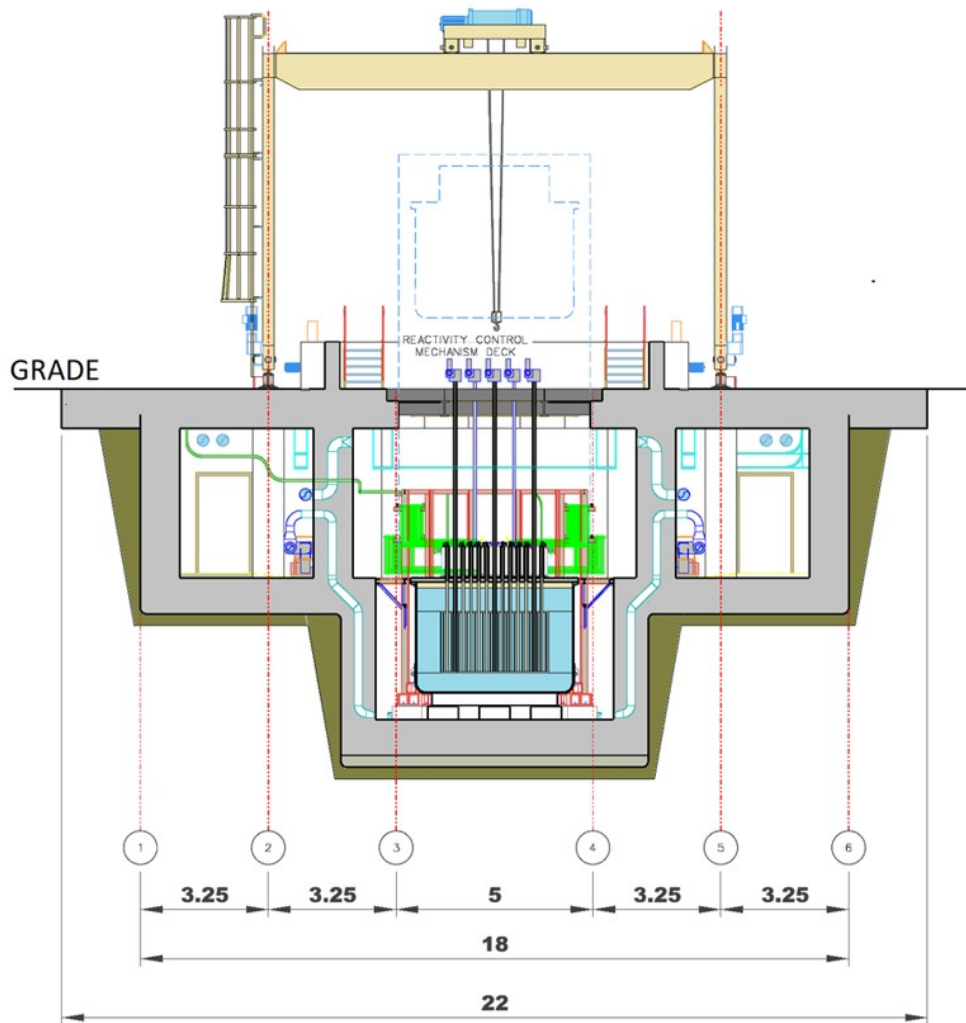 REACTIVITY CONTROL
MECHANISM DECK
GRADE
1 2 3 4 5 6
3.25 3.25 5 3.25 3.25
18
22